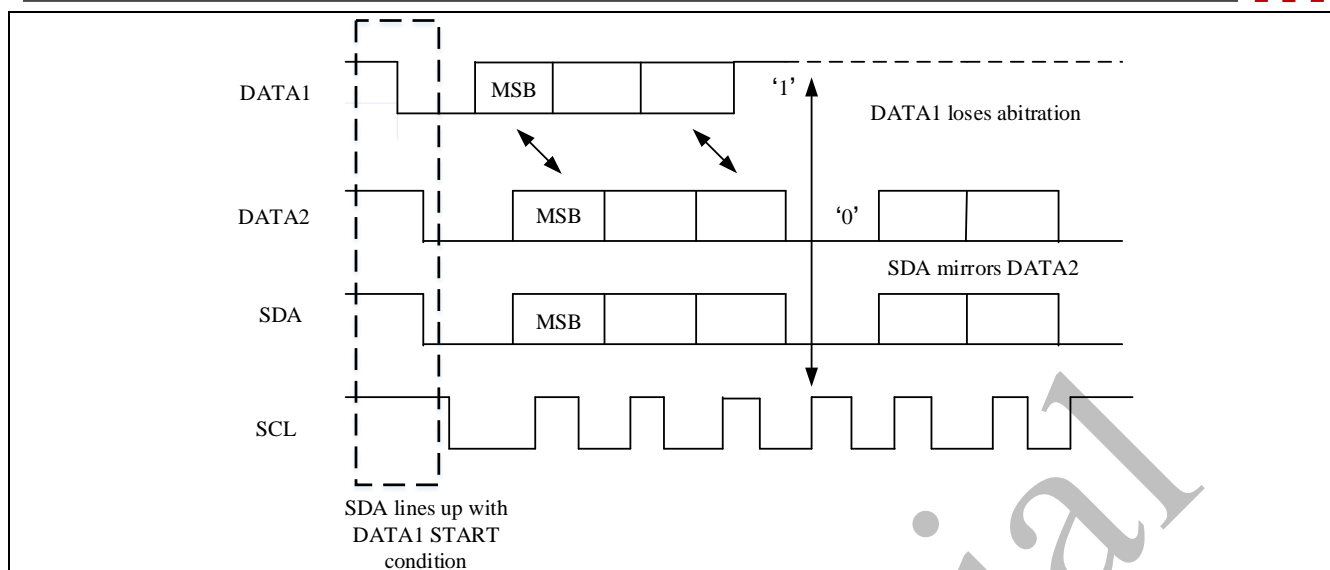 DATA1
MSB
‘1’
DATA1 loses abitration
DATA2
MSB
‘0’
SDA mirrors DATA2
SDA
MSB
SCL
SDA lines up with
DATA1 START
condition
ial